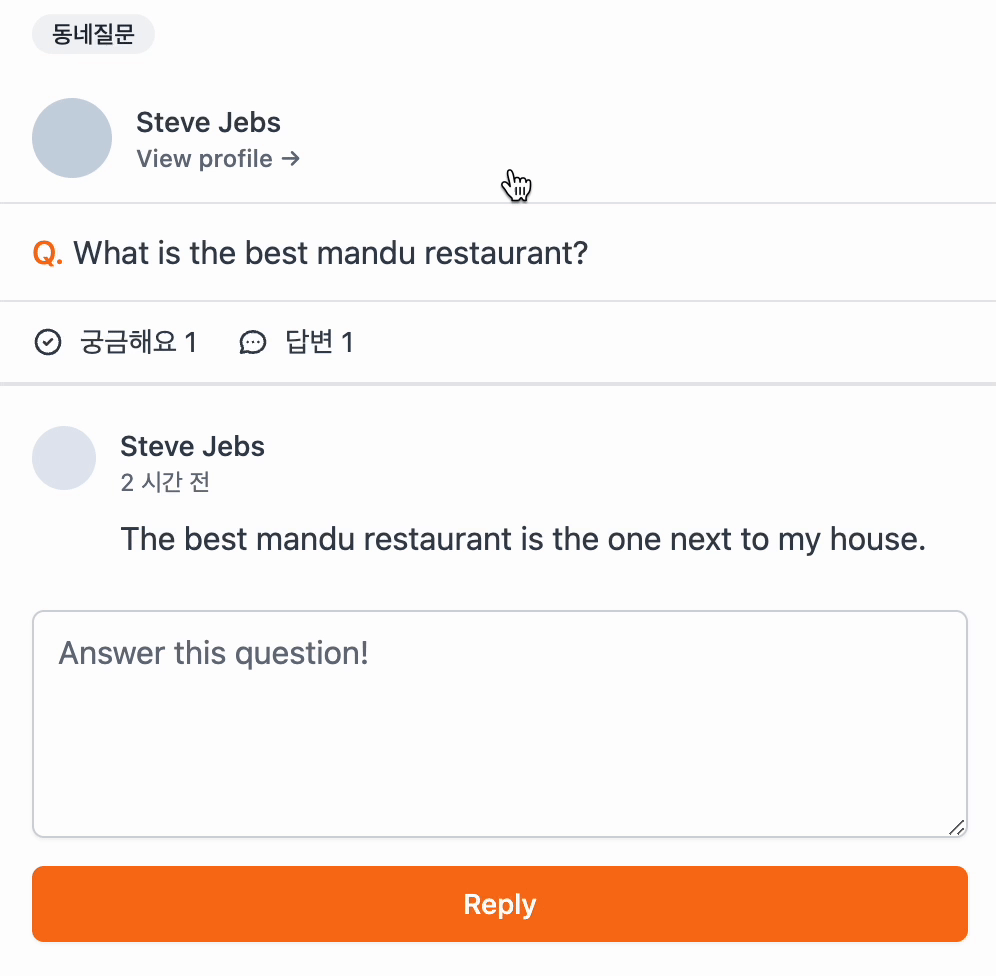 동네질문
Steve Jebs
View profile →
Q. What is the best mandu restaurant?
궁금해요 1 답변 1
Steve Jebs
2 시간 전
The best mandu restaurant is the one next to my house.
Answer this question!
Reply